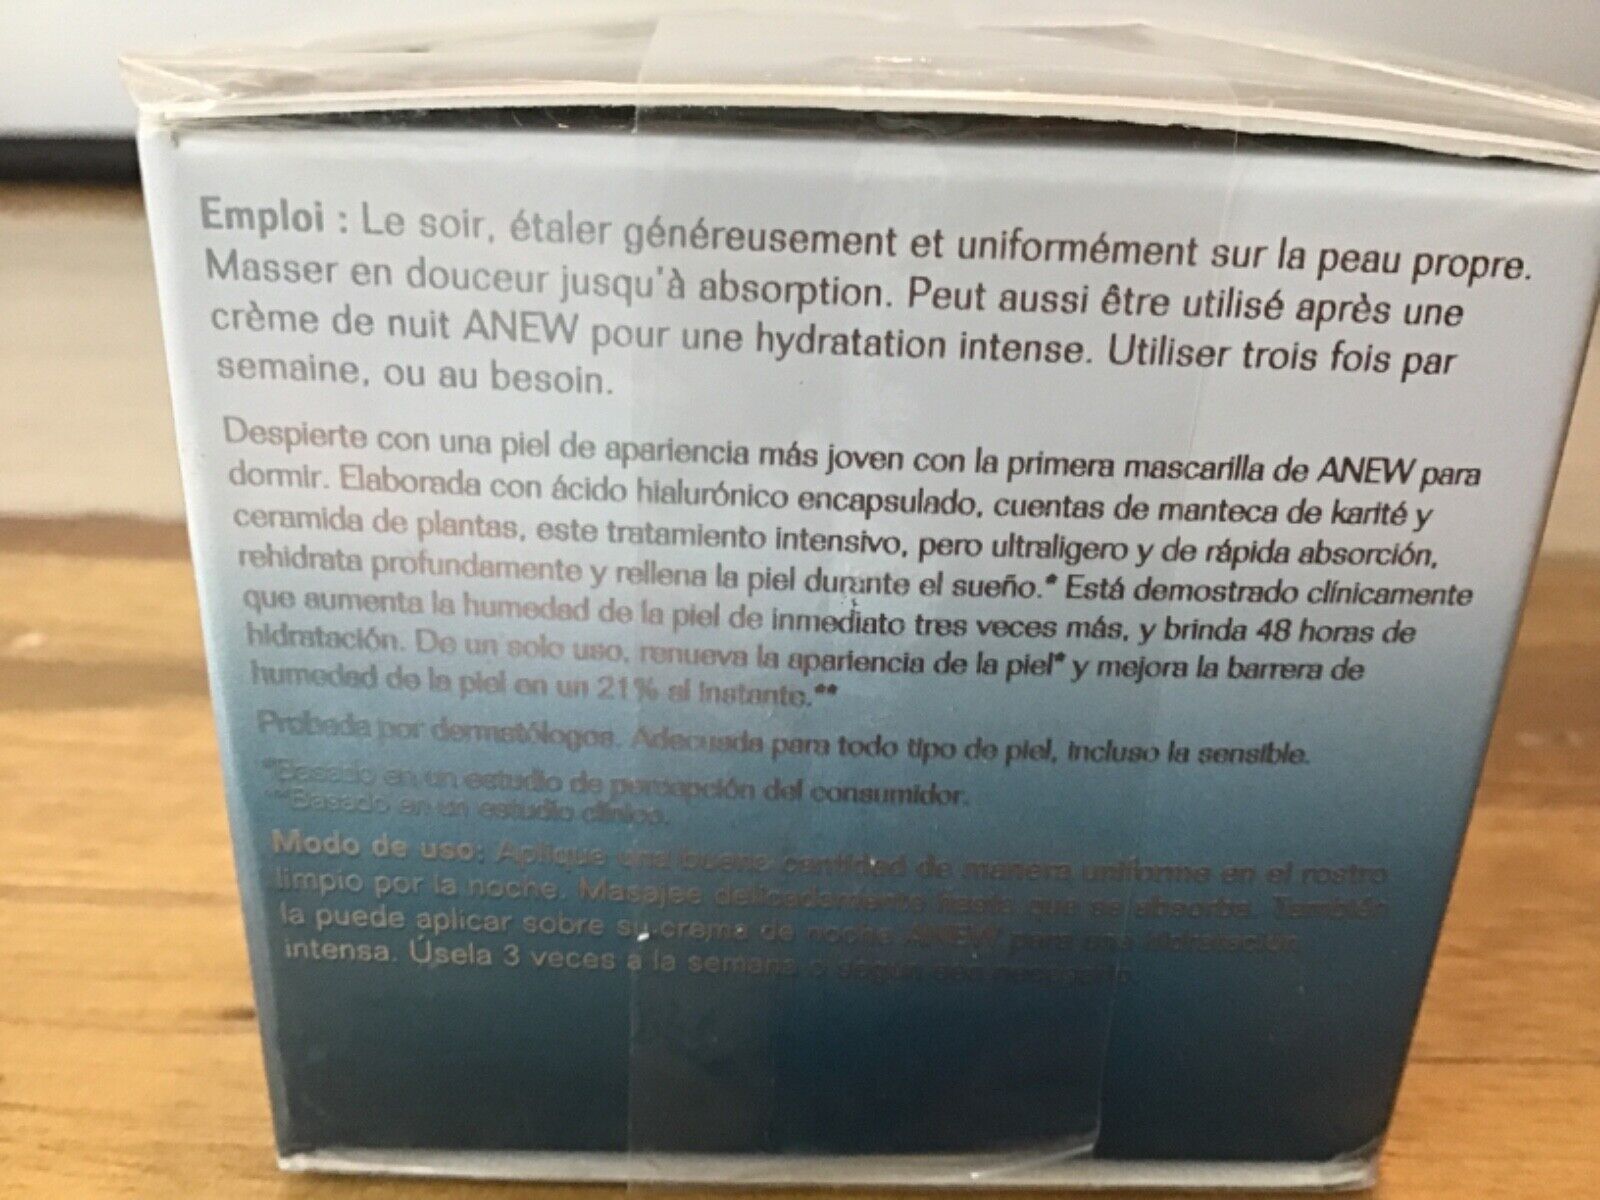 Emploi : Le soir, étaler généreusement et uniformément sur la peau propre.
Masser en douceur jusqu'à absorption. Peut aussi être utilisé après une
crème de nuit ANEW pour une hydratation intense. Utiliser trois fois par
semaine, ou au besoin.
Despierte con una piel de apariencia más joven con la primera mascarilla de ANEW para
dormir. Elaborada con ácido hialurónico encapsulado, cuentas de manteca de karité y
ceramida de plantas, este tratamiento intensivo, pero ultraligero y de rápida absorción,
rehidrata profundamente y rellena la piel durante el sueño.* Está demostrado clínicamente
que aumenta la humedad de la piel de inmediato tres veces más, y brinda 48 horas de
hidratación. De un solo uso, renueva la apariencia de la piel* y mejora la barrera de
humedad de la piel en un 21% al instante.**
Probada por dermatólogos. Adecuada para todo tipo de piel, incluso la sensible.
*Basado en un estudio de percepción del consumidor.
**Basado en un estudio clínico.
Modo de uso: Aplique una buena cantidad de manera uniforme en el rostro
limpio por la noche. Masajee delicadamente hasta que se absorba. También
la puede aplicar sobre su crema de noche ANEW para una hidratación
intensa. Úsela 3 veces a la semana o según sea necesario.